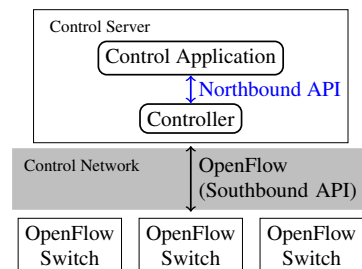 Control Server
Control Application
Northbound API
Controller
Control Network
OpenFlow
(Southbound API)
OpenFlow
Switch
OpenFlow
Switch
OpenFlow
Switch